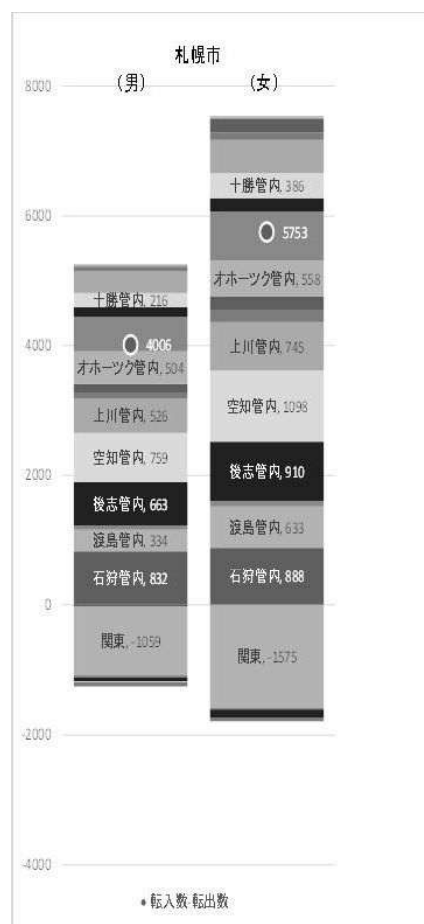 札幌市
（男）
（女）
8000
十勝管内, 386
6000
5753
オホーツク管内, 558
十勝管内, 216
4006
4000
オホーツク管内, 504
上川管内, 745
上川管内, 526
空知管内, 1098
空知管内, 759
2000
後志管内, 910
後志管内, 663
渡島管内, 633
渡島管内, 334
石狩管内, 888
石狩管内, 832
0
関東, -1059
関東, -1575
-2000
-4000
転入数-転出数